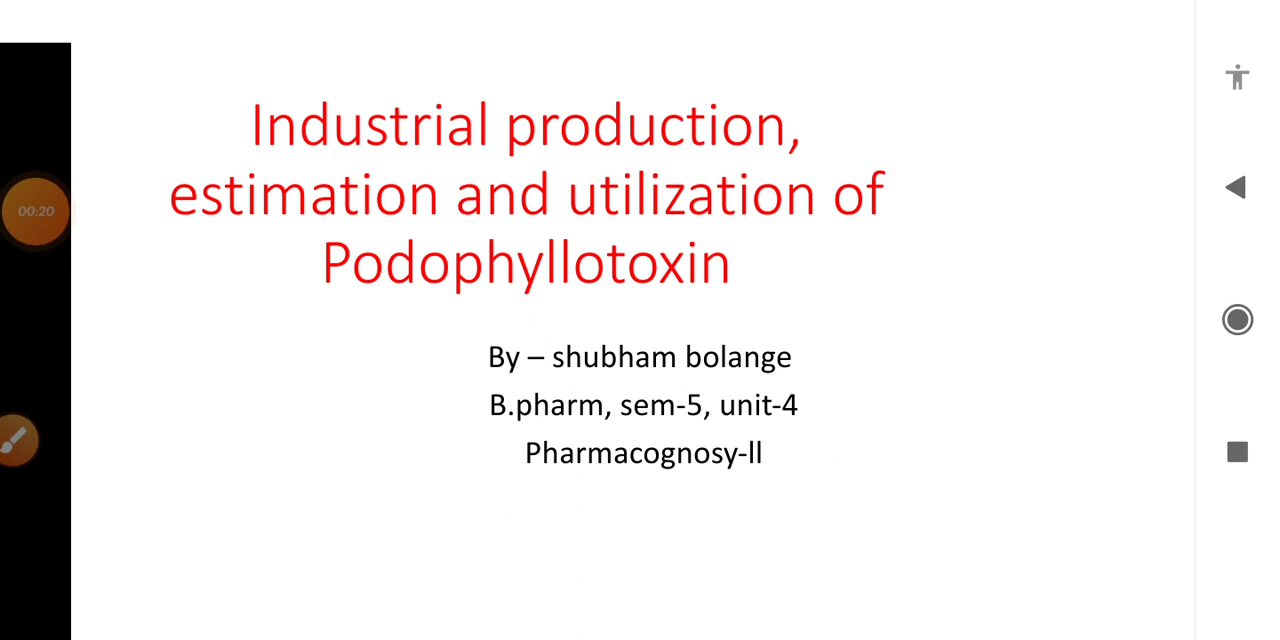 Industrial production,
estimation and utilization of
Podophyllotoxin
00:20
By – shubham bolange
B.pharm, sem-5, unit-4
Pharmacognosy-ll